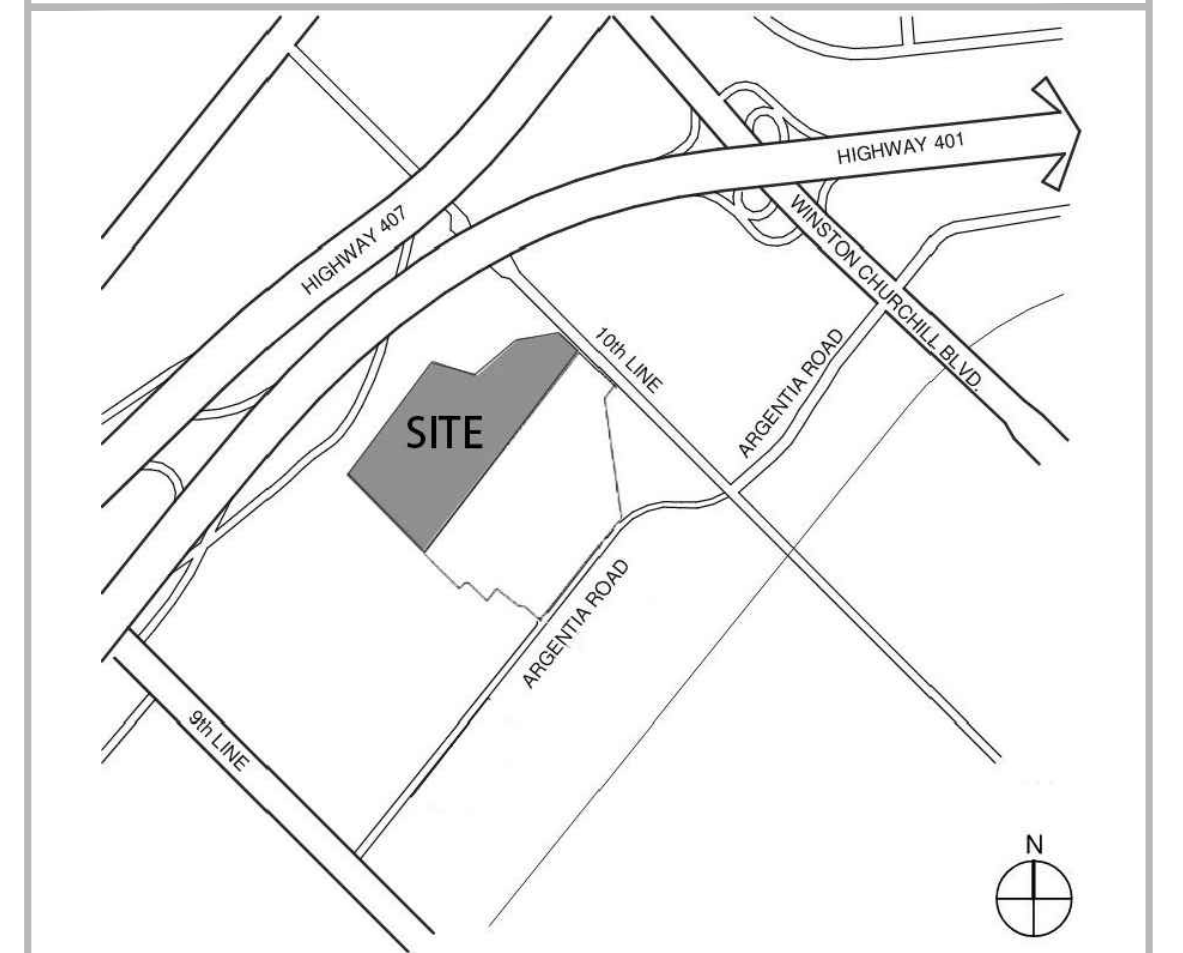 HIGHWAY 401
HIGHWAY 407
WINSTON CHURCHILL BLVD.
10th LINE
ARGENTIA ROAD
SITE
ARGENTIA ROAD
9th LINE
N